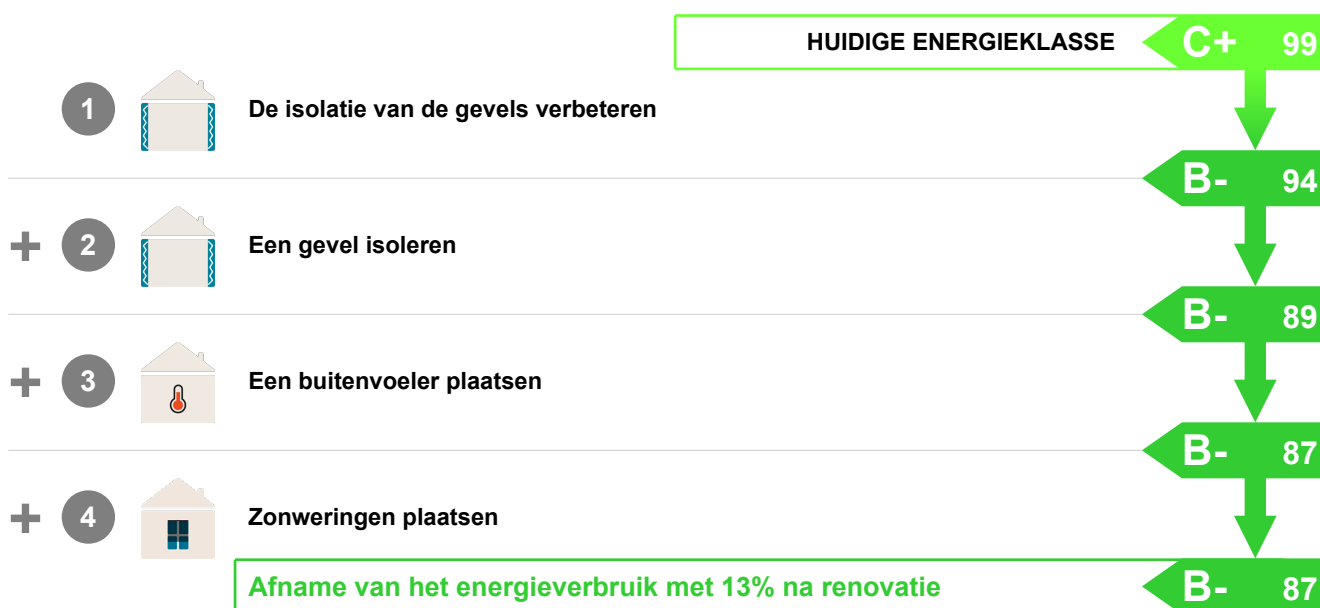 HUIDIGE ENERGIEKLASSE C+ 99
1 De isolatie van de gevels verbeteren
B- 94
+ 2 Een gevel isoleren
B- 89
+ 3 Een buitenvoeler plaatsen
B- 87
+ 4 Zonweringen plaatsen
Afname van het energieverbruik met 13% na renovatie B- 87